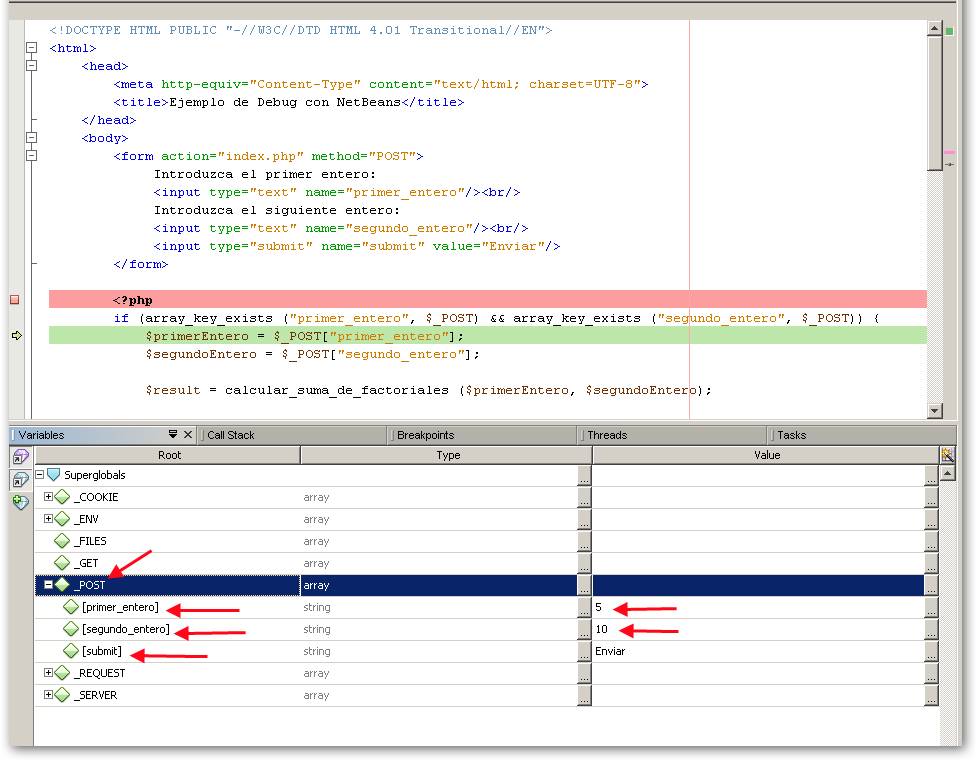 <!DOCTYPE HTML PUBLIC "-//W3C//DTD HTML 4.01 Transitional//EN">
<html>
<head>
<meta http-equiv="Content-Type" content="text/html; charset=UTF-8">
<title>Ejemplo de Debug con NetBeans</title>
</head>
<body>
<form action="index.php" method="POST">
Introduzca el primer entero:
<input type="text" name="primer_entero"/><br/>
Introduzca el siguiente entero:
<input type="text" name="segundo_entero"/><br/>
<input type="submit" name="submit" value="Enviar"/>
</form>
<?php
if (array_key_exists ("primer_entero", $_POST) && array_key_exists ("segundo_entero", $_POST)) {
$primerEntero = $_POST["primer_entero"];
$segundoEntero = $_POST["segundo_entero"];
$result = calcular_suma_de_factoriales ($primerEntero, $segundoEntero);
Variables Call Stack Breakpoints Threads Tasks
Root Type Value
Superglobals ... ...
_COOKIE array ... ...
_ENV array ... ...
_FILES array ... ...
_GET array ... ...
_POST array ... ...
[primer_entero] string ... 5 ...
[segundo_entero] string ... 10 ...
[submit] string ... Enviar ...
_REQUEST array ... ...
_SERVER array ... ...